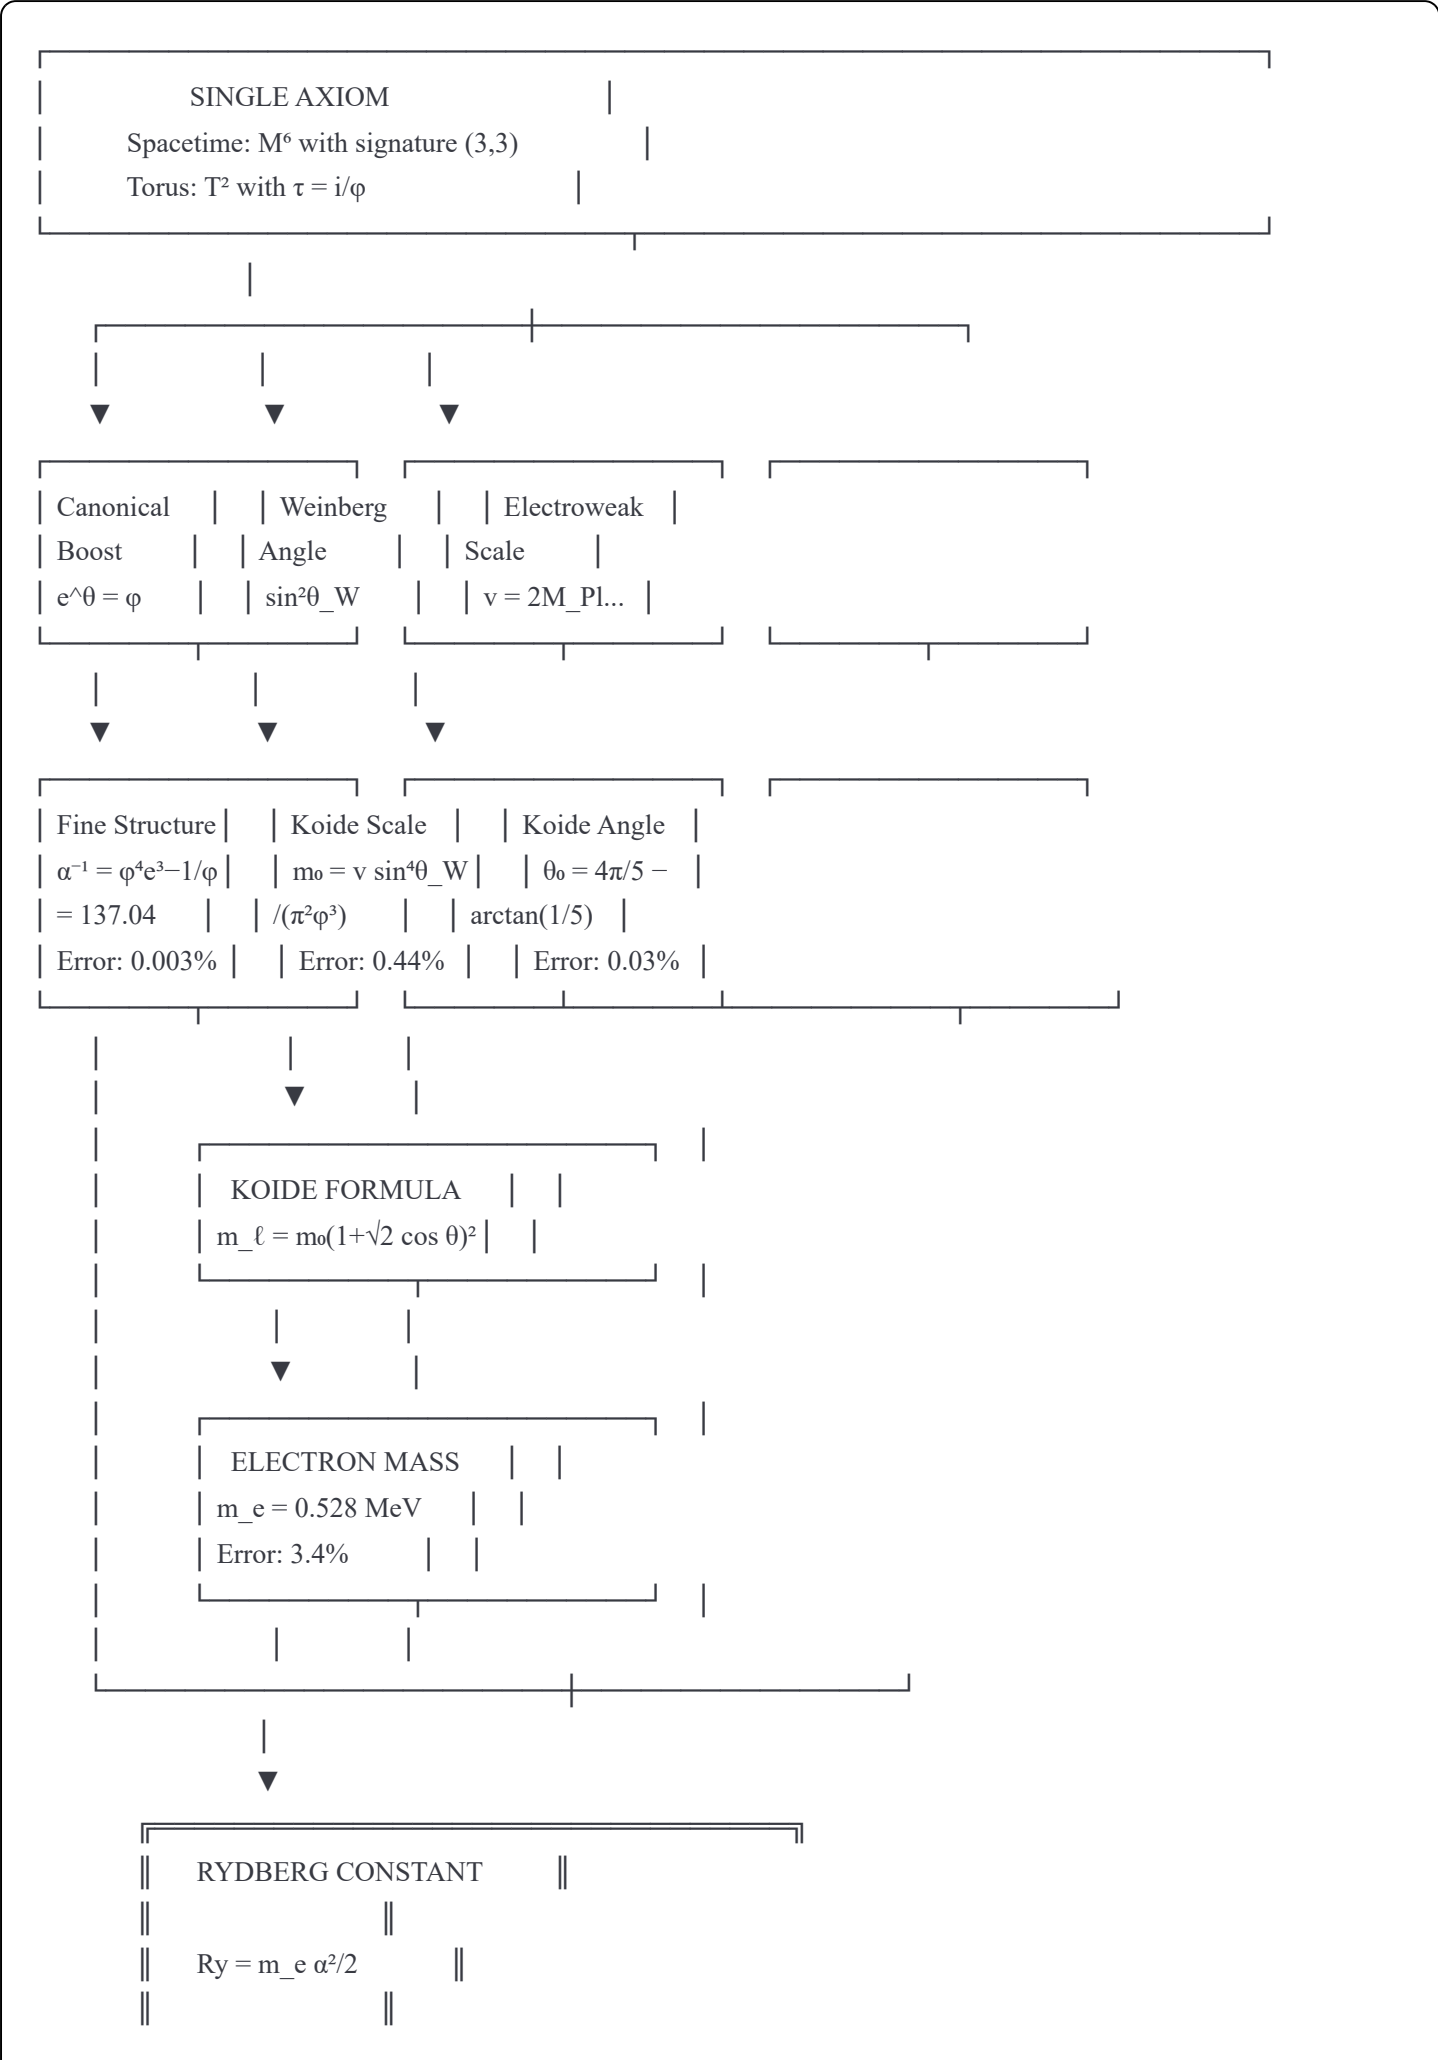 SINGLE AXIOM
Spacetime: M⁶ with signature (3,3)
Torus: T² with τ = i/φ
▼ ▼ ▼
Canonical │ │ Weinberg │ │ Electroweak │
Boost │ │ Angle │ │ Scale │
e^θ = φ │ │ sin²θ_W │ │ v = 2M_Pl... │
▼ ▼ ▼
Fine Structure│ │ Koide Scale │ │ Koide Angle │
α⁻¹ = φ⁴e³−1/φ│ │ m₀ = v sin⁴θ_W│ │ θ₀ = 4π/5 − │
= 137.04 │ │ /(π²φ³) │ │ arctan(1/5) │
Error: 0.003% │ │ Error: 0.44% │ │ Error: 0.03% │
▼
KOIDE FORMULA
m_ℓ = m₀(1+√2 cos θ)²
▼
ELECTRON MASS
m_e = 0.528 MeV
Error: 3.4%
▼
RYDBERG CONSTANT
Ry = m_e α²/2